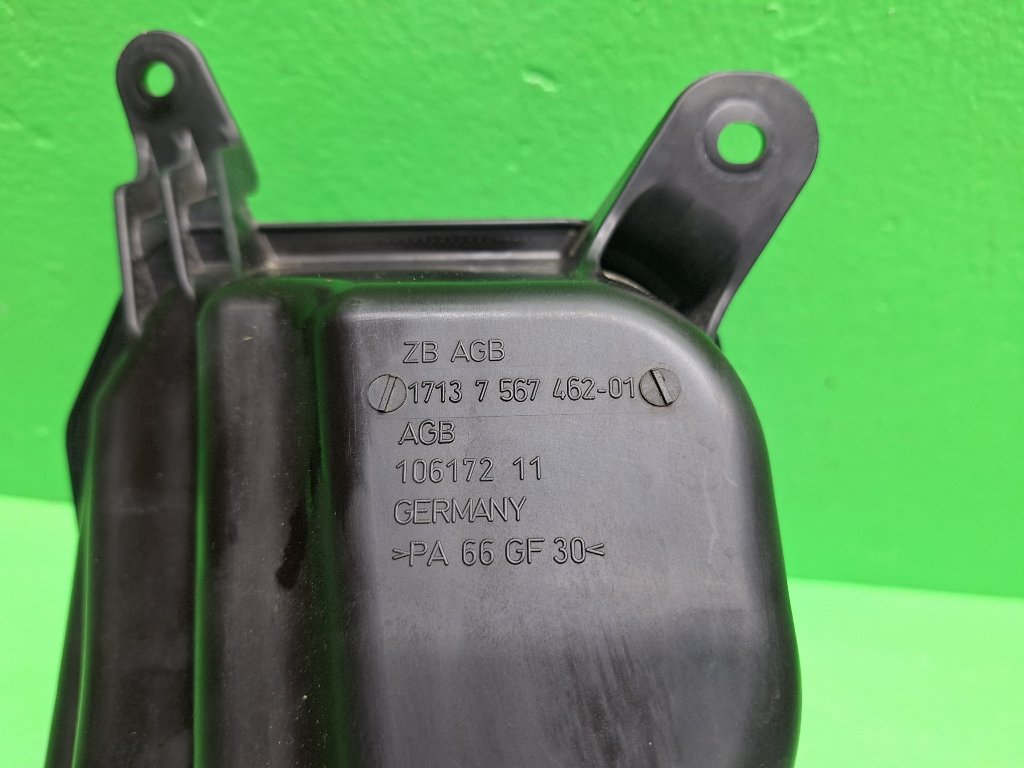 ZB AGB
1713 7 567 462-01
AGB
106172 11
GERMANY
>PA 66 GF 30<